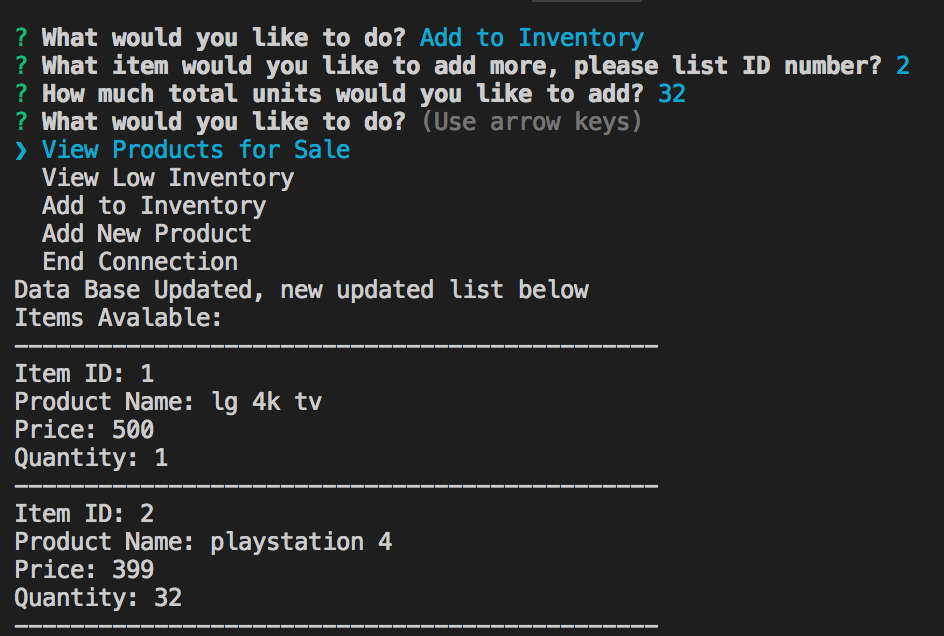 ? What would you like to do? Add to Inventory
? What item would you like to add more, please list ID number? 2
? How much total units would you like to add? 32
? What would you like to do? (Use arrow keys)
❯ View Products for Sale
View Low Inventory
Add to Inventory
Add New Product
End Connection
Data Base Updated, new updated list below
Items Avalable:
----------------------------------------------
Item ID: 1
Product Name: lg 4k tv
Price: 500
Quantity: 1
----------------------------------------------
Item ID: 2
Product Name: playstation 4
Price: 399
Quantity: 32
----------------------------------------------